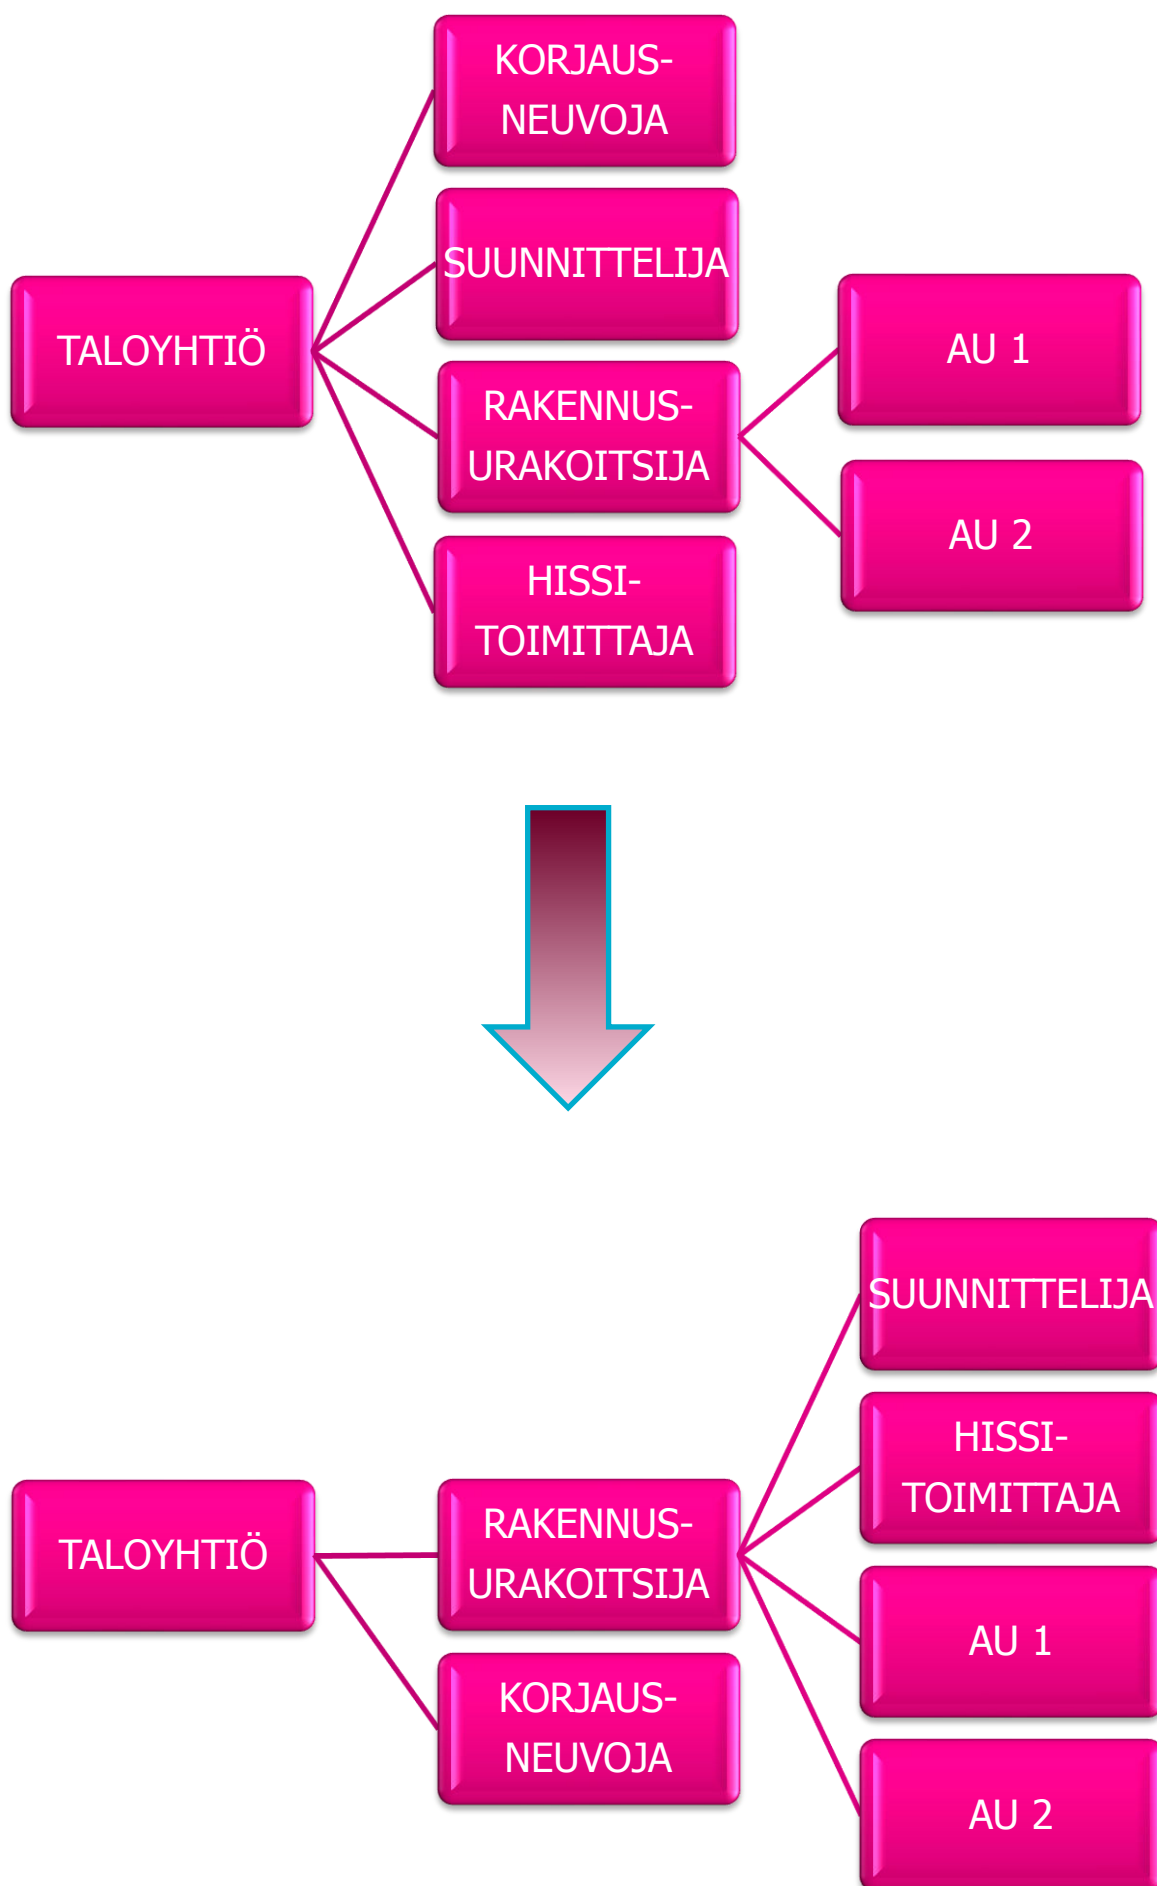 KORJAUS-
NEUVOJA
SUUNNITTELIJA
TALOYHTIÖ
RAKENNUS-
URAKOITSIJA
HISSI-
TOIMITTAJA
AU 1
AU 2
TALOYHTIÖ
RAKENNUS-
URAKOITSIJA
KORJAUS-
NEUVOJA
SUUNNITTELIJA
HISSI-
TOIMITTAJA
AU 1
AU 2